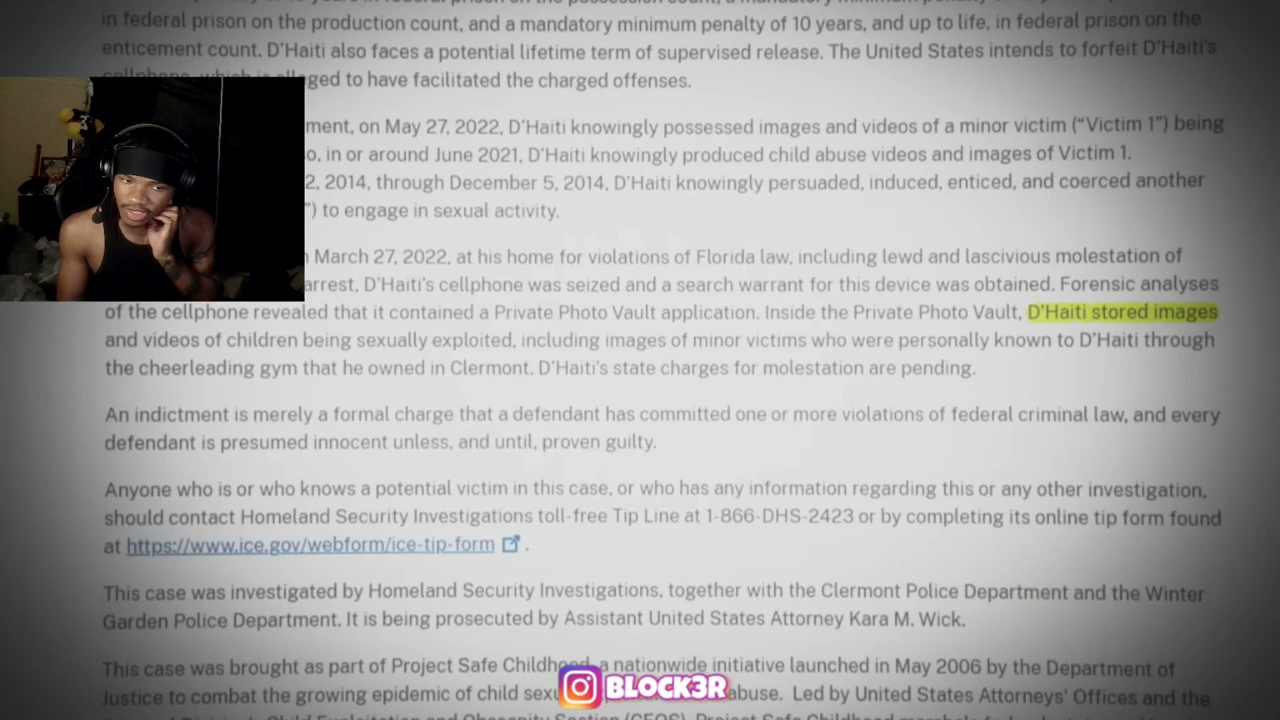 in federal prison on the production count, and a mandatory minimum penalty of 10 years, and up to life, in federal prison on the
enticement count. D'Haiti also faces a potential lifetime term of supervised release. The United States intends to forfeit D'Haiti's
cellphone, which is alleged to have facilitated the charged offenses.
ment, on May 27, 2022, D'Haiti knowingly possessed images and videos of a minor victim (“Victim 1”) being
o, in or around June 2021, D'Haiti knowingly produced child abuse videos and images of Victim 1.
2, 2014, through December 5, 2014, D'Haiti knowingly persuaded, induced, enticed, and coerced another
”) to engage in sexual activity.
March 27, 2022, at his home for violations of Florida law, including lewd and lascivious molestation of
arrest, D'Haiti's cellphone was seized and a search warrant for this device was obtained. Forensic analyses
of the cellphone revealed that it contained a Private Photo Vault application. Inside the Private Photo Vault, D'Haiti stored images
and videos of children being sexually exploited, including images of minor victims who were personally known to D'Haiti through
the cheerleading gym that he owned in Clermont. D'Haiti's state charges for molestation are pending.
An indictment is merely a formal charge that a defendant has committed one or more violations of federal criminal law, and every
defendant is presumed innocent unless, and until, proven guilty.
Anyone who is or who knows a potential victim in this case, or who has any information regarding this or any other investigation,
should contact Homeland Security Investigations toll-free Tip Line at 1-866-DHS-2423 or by completing its online tip form found
at https://www.ice.gov/webform/ice-tip-form .
This case was investigated by Homeland Security Investigations, together with the Clermont Police Department and the Winter
Garden Police Department. It is being prosecuted by Assistant United States Attorney Kara M. Wick.
This case was brought as part of Project Safe Childhood, a nationwide initiative launched in May 2006 by the Department of
Justice to combat the growing epidemic of child sexu abuse. Led by United States Attorneys' Offices and the
BLOCK3R